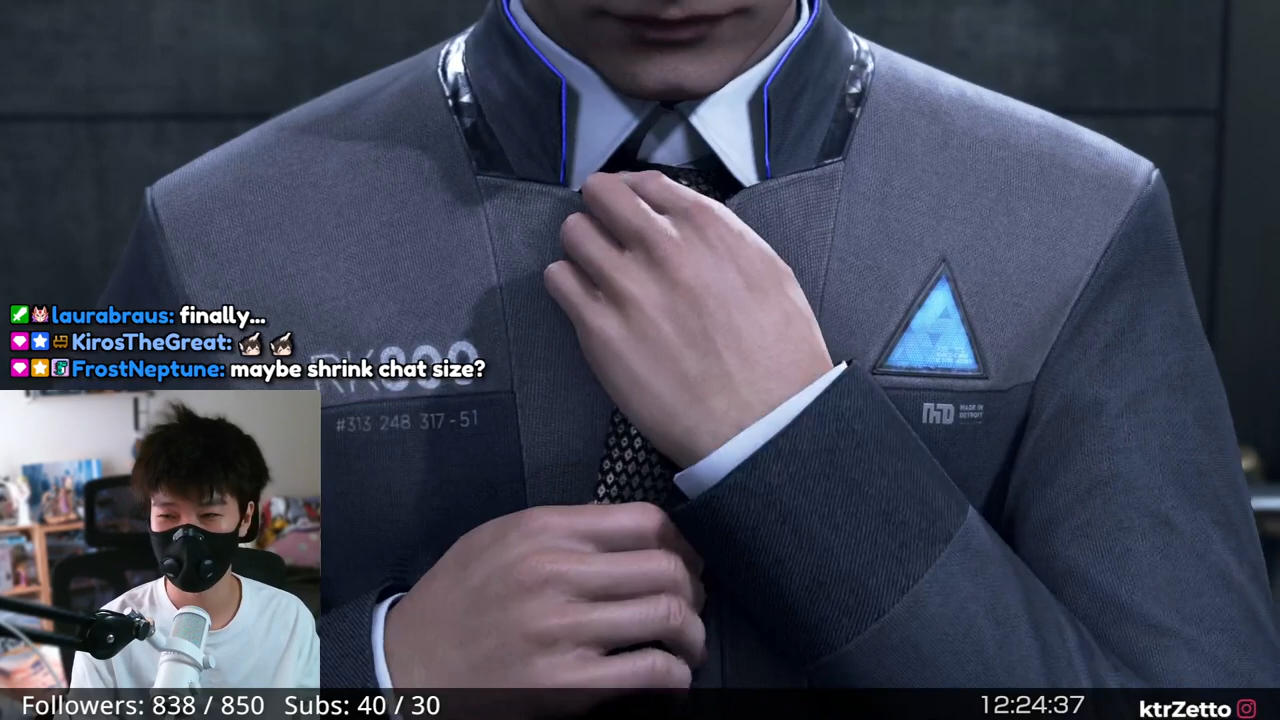 laurabraus: finally...
KirosTheGreat:
FrostNeptune: maybe shrink chat size?
RK800
#313 248 317-51
MADE IN
DETROIT
Followers: 838 / 850 Subs: 40 / 30
12:24:37
ktrZetto